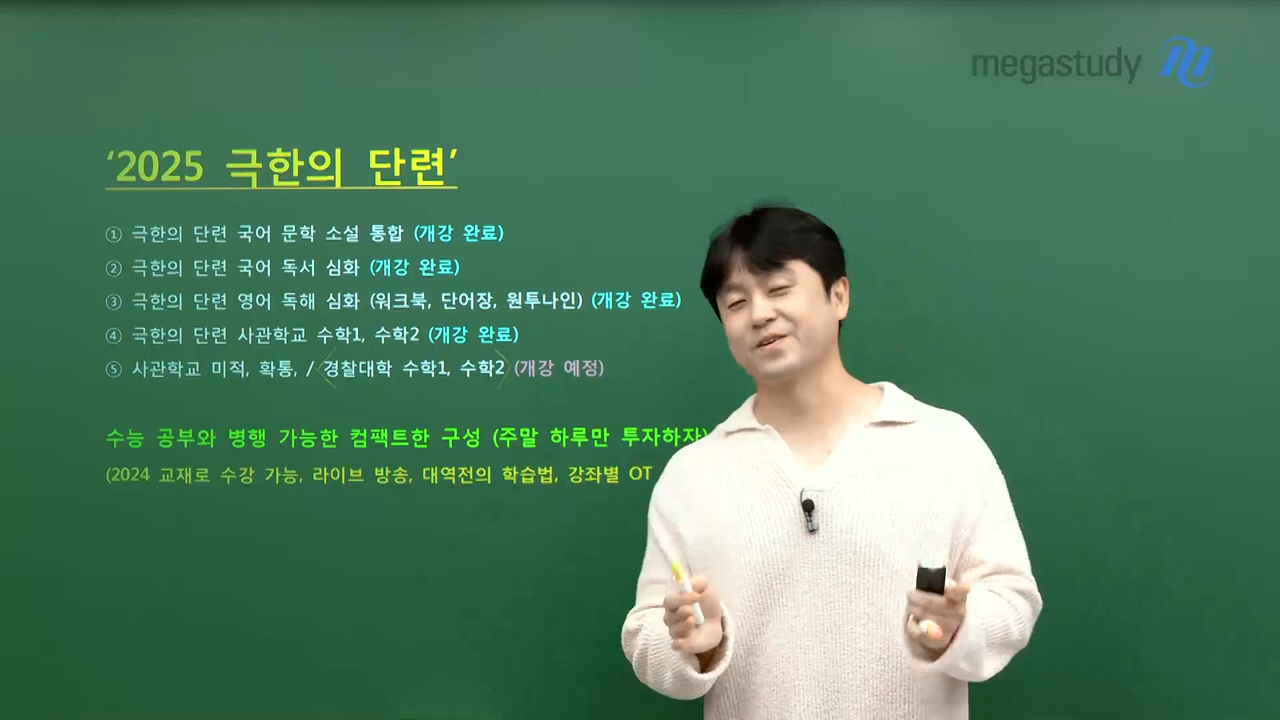 megastudy
‘2025 극한의 단련’
① 극한의 단련 국어 문학 소설 통합 (개강 완료)
② 극한의 단련 국어 독서 심화 (개강 완료)
③ 극한의 단련 영어 독해 심화 (워크북, 단어장, 원투나인) (개강 완료)
④ 극한의 단련 사관학교 수학1, 수학2 (개강 완료)
⑤ 사관학교 미적, 확통, / 경찰대학 수학1, 수학2 (개강 예정)
수능 공부와 병행 가능한 컴팩트한 구성 (주말 하루만 투자하자)
(2024 교재로 수강 가능, 라이브 방송, 대역전의 학습법, 강좌별 OT